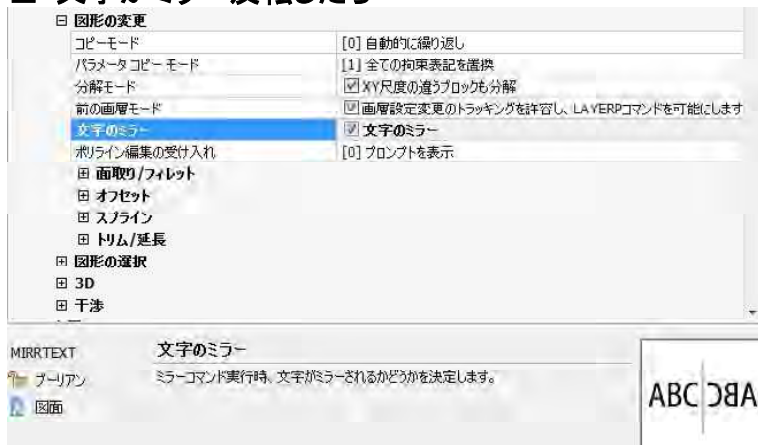 文字がミラー反転したら
図形の変更
コピーモード [0] 自動的に繰り返し
パラメータ コピー モード [1] 全ての拘束表記を置換
分解モード XY尺度の違うブロックも分解
前の画層モード 画層設定変更のトラッキングを許容し、LAYERPコマンドを可能にします
文字のミラー 文字のミラー
ポリライン編集の受け入れ [0] プロンプトを表示
面取り/フィレット
オフセット
スプライン
トリム/延長
図形の選択
3D
干渉
MIRRTEXT 文字のミラー
ブーリアン ミラーコマンド実行時、文字がミラーされるかどうかを決定します。
図面
ABC ABC